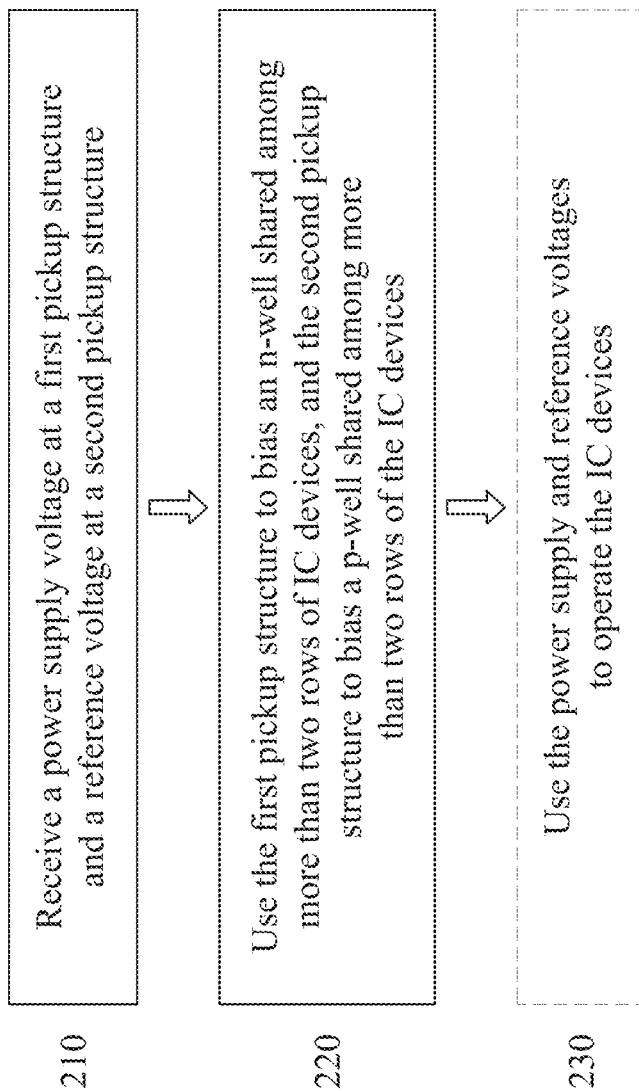 210
Receive a power supply voltage at a first pickup structure
and a reference voltage at a second pickup structure
220
Use the first pickup structure to bias an n-well shared among
more than two rows of IC devices, and the second pickup
structure to bias a p-well shared among more
than two rows of the IC devices
230
Use the power supply and reference voltages
to operate the IC devices